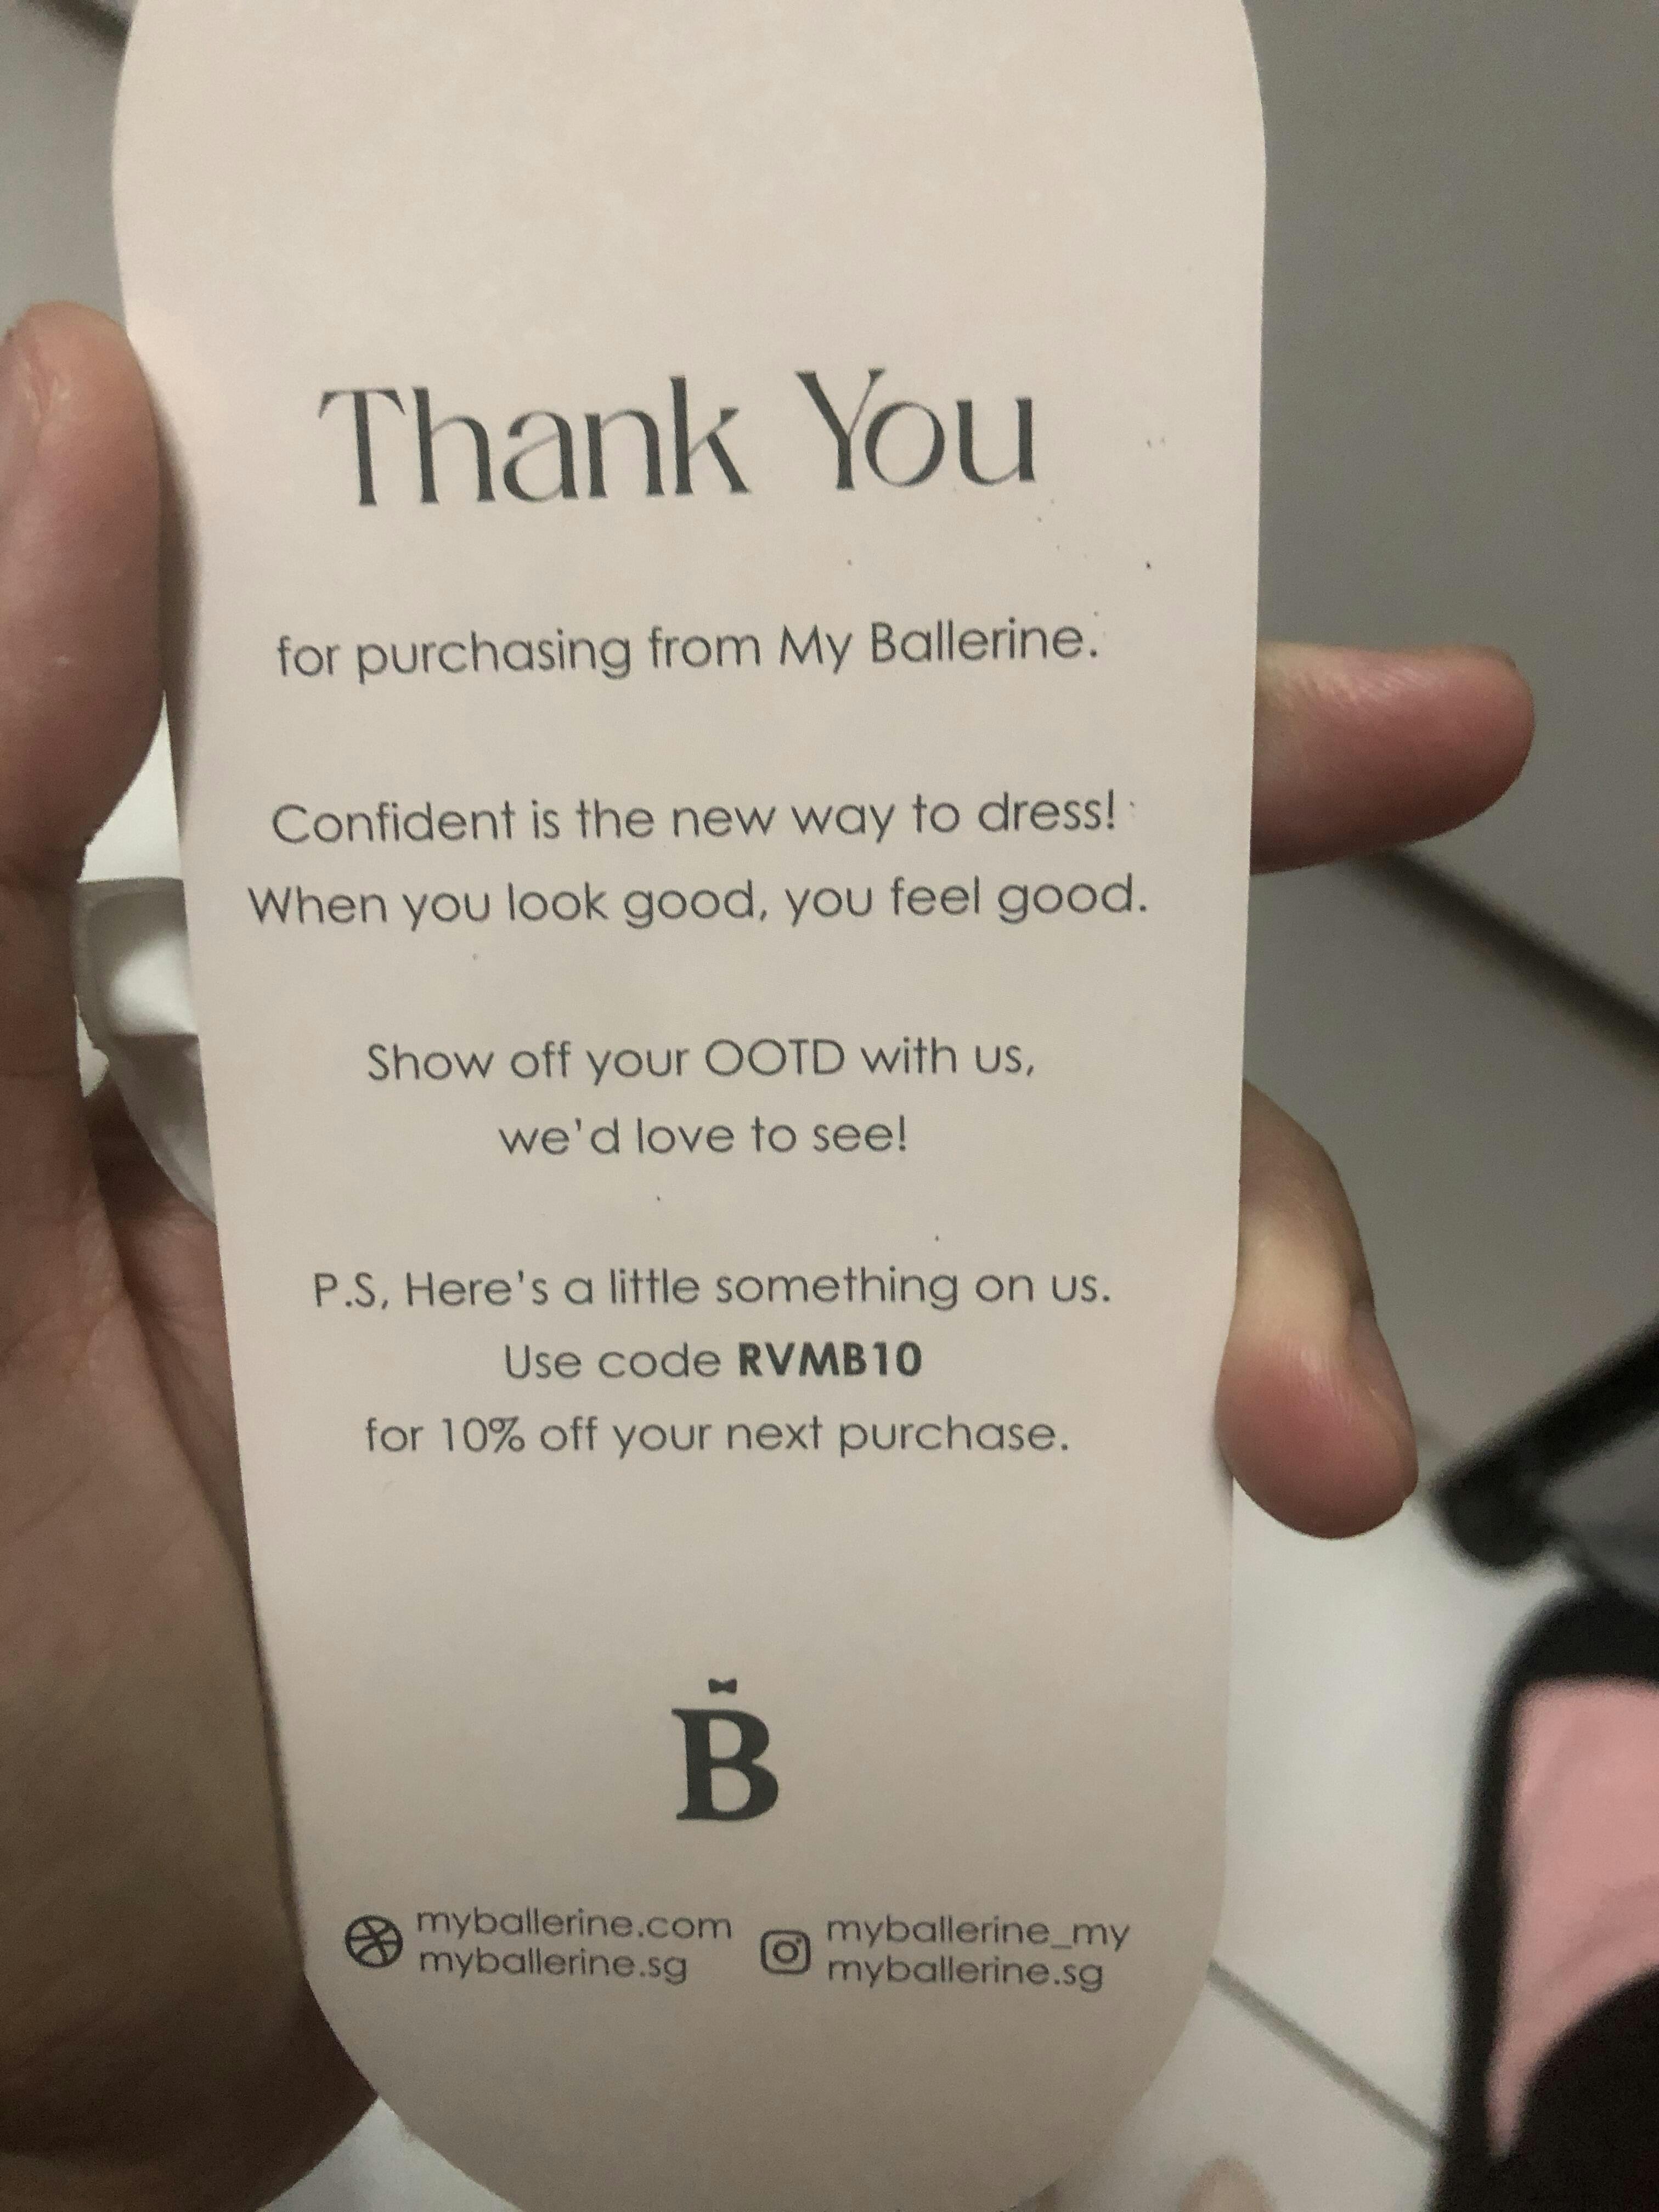 Thank You
for purchasing from My Ballerine.
Confident is the new way to dress!
When you look good, you feel good.
Show off your OOTD with us,
we'd love to see!
P.S, Here's a little something on us.
Use code RVMB10
for 10% off your next purchase.
B
myballerine.com
myballerine.sg
myballerine_my
myballerine.sg